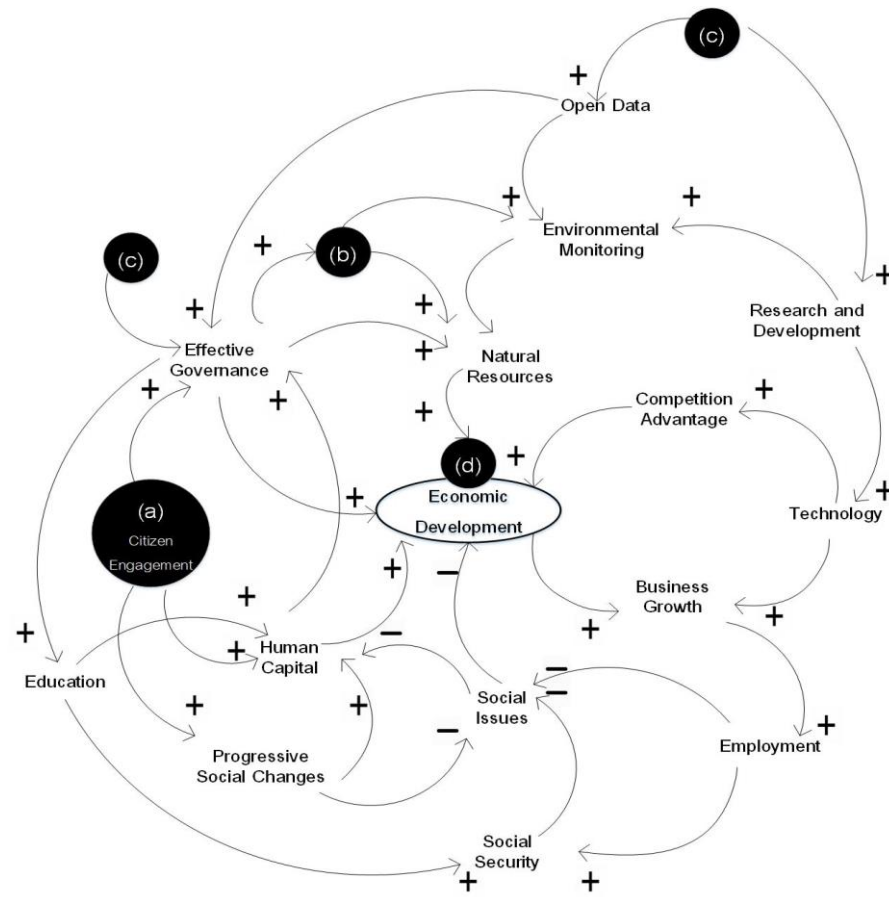 (c)
+
Open Data
+
+
Environmental
Monitoring
(c)
+
(b)
+
+
+
Research and
Development
+
Effective
Governance
+
Natural
Resources
+
+
+
+
Competition
Advantage
(d)
+
+
Economic
Development
+
Technology
(a)
Citizen
Engagement
+
−
Business
Growth
+
+
+
+
−
Human
Capital
+
Education
−
−
Social
Issues
+
+
−
+
Employment
Progressive
Social Changes
Social
Security
+
+